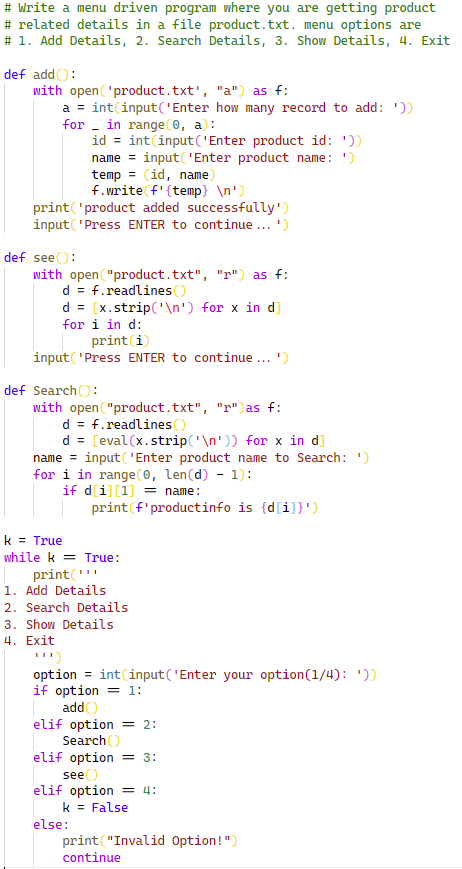 # Write a menu driven program where you are getting product
# related details in a file product.txt. menu options are
# 1. Add Details, 2. Search Details, 3. Show Details, 4. Exit

def add():
    with open('product.txt', "a") as f:
        a = int(input('Enter how many record to add: '))
        for _ in range(0, a):
            id = int(input('Enter product id: '))
            name = input('Enter product name: ')
            temp = (id, name)
            f.write(f'{temp} \n')
    print('product added successfully')
    input('Press ENTER to continue...')

def see():
    with open("product.txt", "r") as f:
        d = f.readlines()
        d = [x.strip('\n') for x in d]
        for i in d:
            print(i)
    input('Press ENTER to continue...')

def Search():
    with open("product.txt", "r")as f:
        d = f.readlines()
        d = [eval(x.strip('\n')) for x in d]
    name = input('Enter product name to Search: ')
    for i in range(0, len(d) - 1):
        if d[i][1] == name:
            print(f'productinfo is {d[i]}')

k = True
while k == True:
    print('''
1. Add Details
2. Search Details
3. Show Details
4. Exit
    ''')
    option = int(input('Enter your option(1/4): '))
    if option == 1:
        add()
    elif option == 2:
        Search()
    elif option == 3:
        see()
    elif option == 4:
        k = False
    else:
        print("Invalid Option!")
        continue